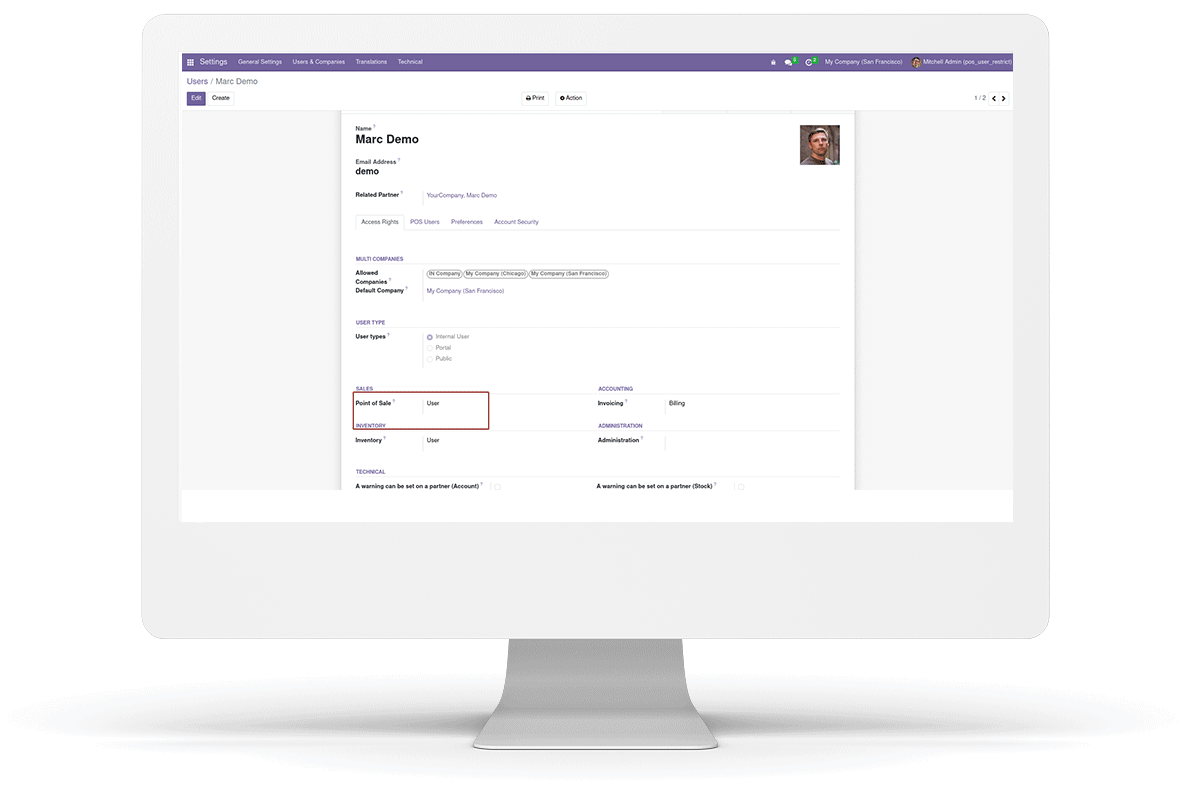 Settings General Settings Users & Companies Translations Technical My Company (San Francisco) Mitchell Admin (pos_user_restrict)
Users / Marc Demo
Edit Create Print Action 1 / 2
Name ?
Marc Demo
Email Address ?
demo
Related Partner ? YourCompany, Marc Demo
Access Rights POS Users Preferences Account Security
MULTI COMPANIES
Allowed Companies ? IN Company My Company (Chicago) My Company (San Francisco)
Default Company ? My Company (San Francisco)
USER TYPE
User types ? Internal User
Portal
Public
SALES ACCOUNTING
Point of Sale ? User Invoicing ? Billing
INVENTORY ADMINISTRATION
Inventory ? User Administration ?
TECHNICAL
A warning can be set on a partner (Account) ? A warning can be set on a partner (Stock) ?